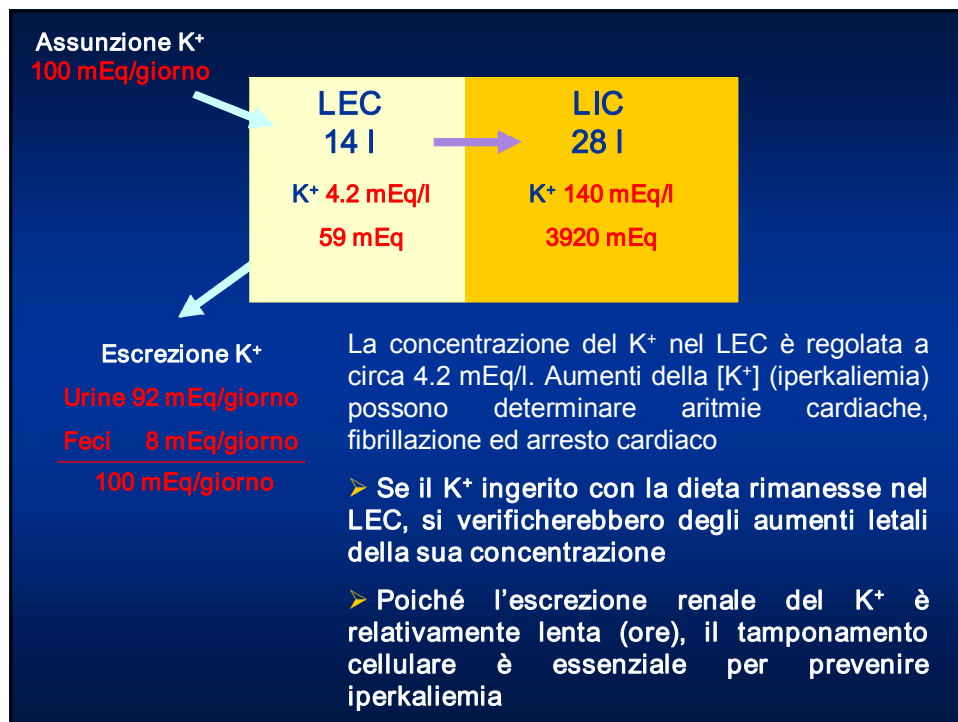 Assunzione K⁺
100 mEq/giorno
LEC
14 l
K⁺ 4.2 mEq/l
59 mEq
LIC
28 l
K⁺ 140 mEq/l
3920 mEq
Escrezione K⁺
Urine 92 mEq/giorno
Feci 8 mEq/giorno
100 mEq/giorno
La concentrazione del K⁺ nel LEC è regolata a
circa 4.2 mEq/l. Aumenti della [K⁺] (iperkaliemia)
possono determinare aritmie cardiache,
fibrillazione ed arresto cardiaco
➢ Se il K⁺ ingerito con la dieta rimanesse nel
LEC, si verificherebbero degli aumenti letali
della sua concentrazione
➢ Poiché l’escrezione renale del K⁺ è
relativamente lenta (ore), il tamponamento
cellulare è essenziale per prevenire
iperkaliemia